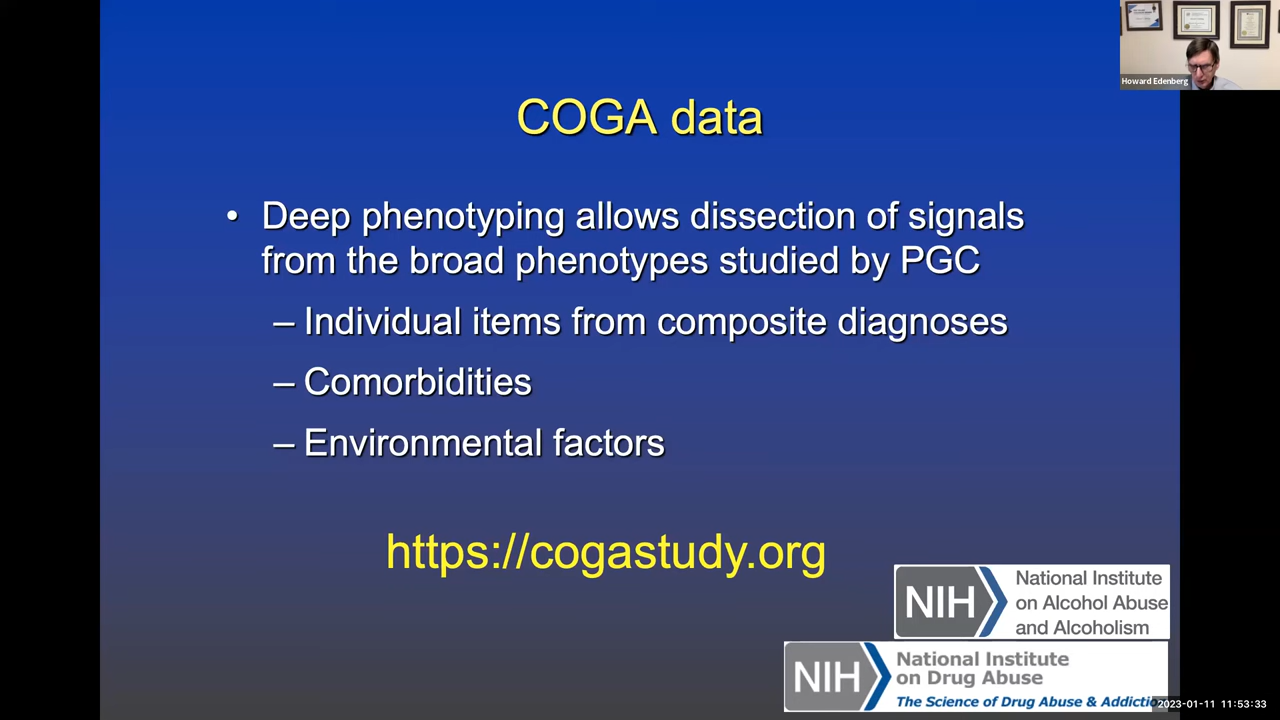 Howard Edenberg
COGA data
• Deep phenotyping allows dissection of signals
from the broad phenotypes studied by PGC
– Individual items from composite diagnoses
– Comorbidities
– Environmental factors
https://cogastudy.org
NIH
National Institute
on Alcohol Abuse
and Alcoholism
NIH
National Institute
on Drug Abuse
The Science of Drug Abuse &
2023-01-11 11:53:33